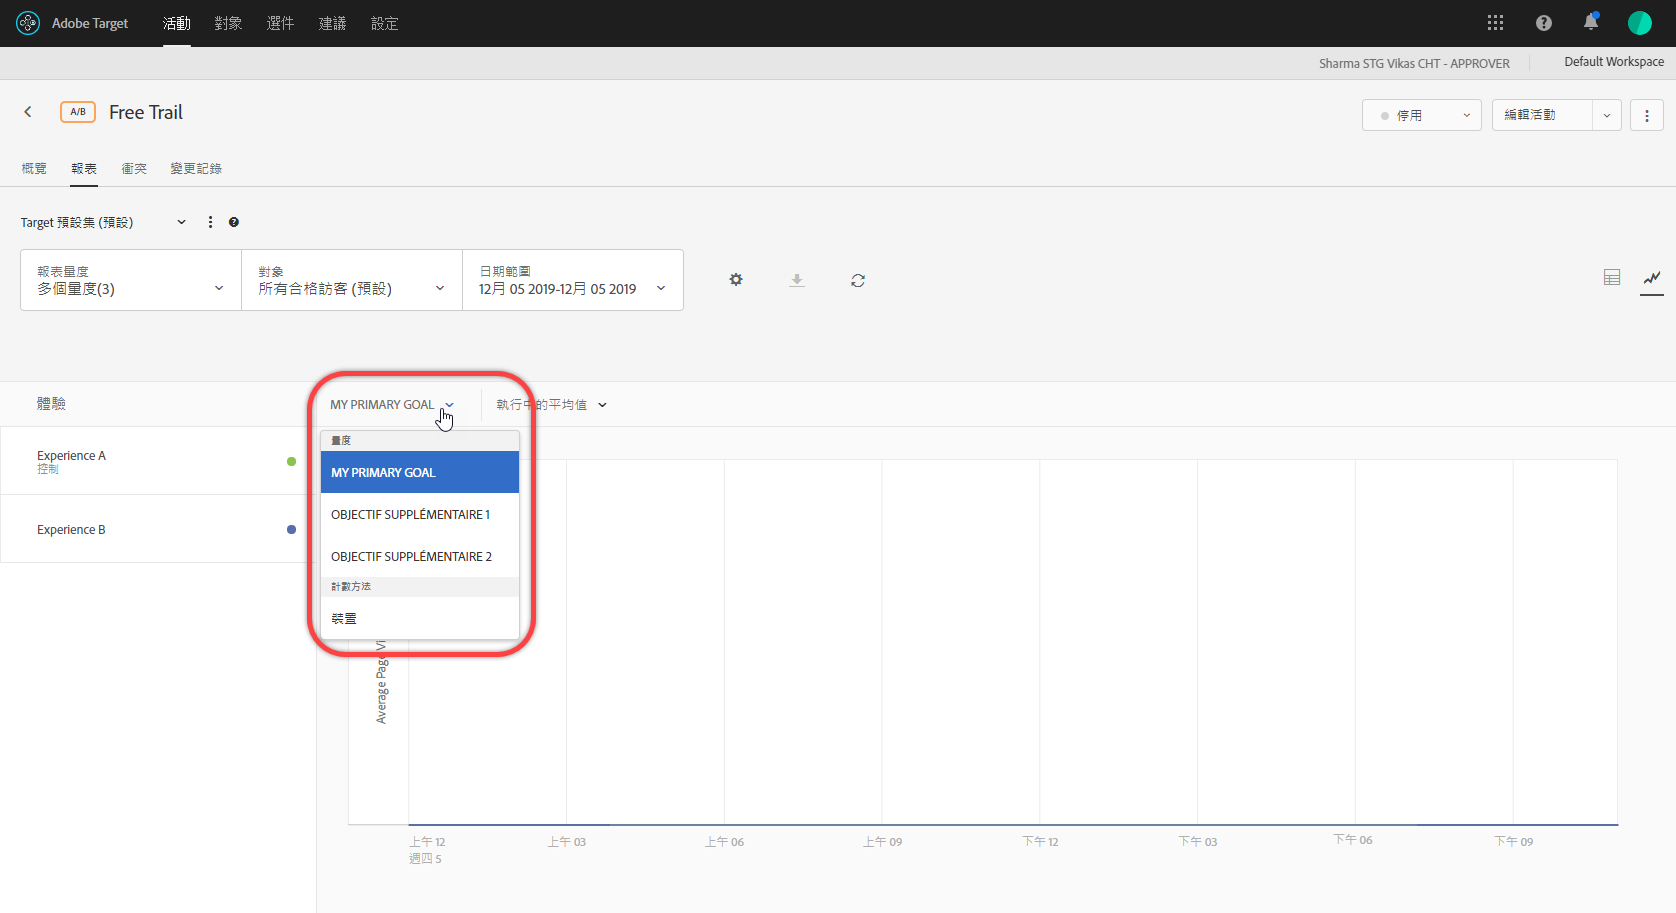 Adobe Target 活動 對象 選件 建議 設定
Sharma STG Vikas CHT - APPROVER Default Workspace
A/B Free Trail
停用 編輯活動
概覽 報表 衝突 變更記錄
Target 預設集 (預設)
報表量度 對象 日期範圍
多個量度(3) 所有合格訪客 (預設) 12月 05 2019-12月 05 2019
體驗 MY PRIMARY GOAL 執行中的平均值
Experience A
控制
Experience B
量度
MY PRIMARY GOAL
OBJECTIF SUPPLÉMENTAIRE 1
OBJECTIF SUPPLÉMENTAIRE 2
計數方法
裝置
Average Page Vi
上午 12 上午 03 上午 06 上午 09 下午 12 下午 03 下午 06 下午 09
週四 5